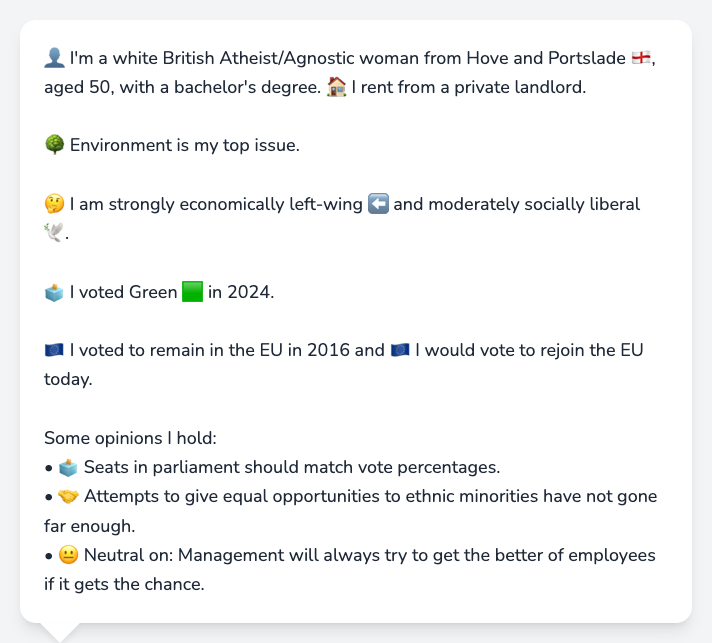 👤 I'm a white British Atheist/Agnostic woman from Hove and Portslade 🏴󠁧󠁢󠁥󠁮󠁧󠁿,
aged 50, with a bachelor's degree. 🏠 I rent from a private landlord.
🌳 Environment is my top issue.
🤔 I am strongly economically left-wing ⬅️ and moderately socially liberal
🕊️.
🗳️ I voted Green 🟩 in 2024.
🇪🇺 I voted to remain in the EU in 2016 and 🇪🇺 I would vote to rejoin the EU
today.
Some opinions I hold:
• 🗳️ Seats in parliament should match vote percentages.
• 🤝 Attempts to give equal opportunities to ethnic minorities have not gone
far enough.
• 😐 Neutral on: Management will always try to get the better of employees
if it gets the chance.